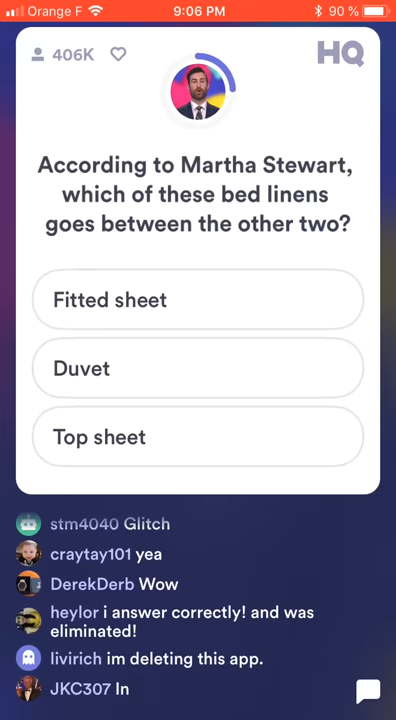 Orange F 9:06 PM 90 %
406K HQ
According to Martha Stewart,
which of these bed linens
goes between the other two?
Fitted sheet
Duvet
Top sheet
stm4040 Glitch
craytay101 yea
DerekDerb Wow
heylor i answer correctly! and was
eliminated!
livirich im deleting this app.
JKC307 In